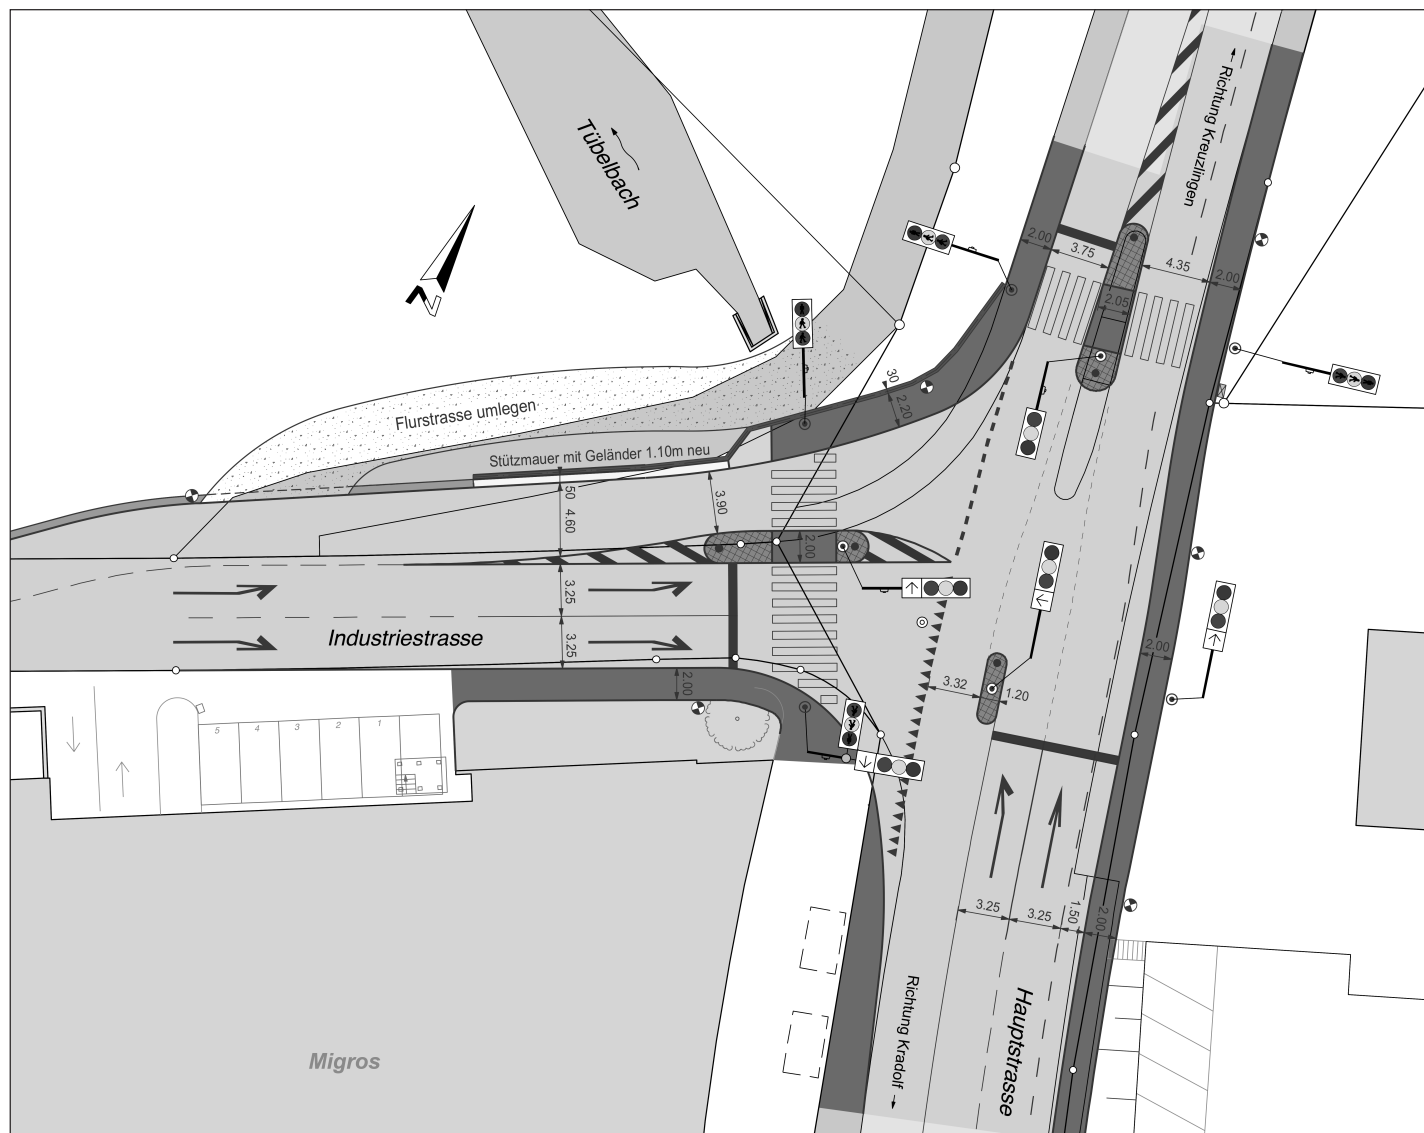 Richtung Kreuzlingen
Tübelbach
2.00
3.75
4.35
2.00
2.05
N
30
2.20
Flurstrasse umlegen
Stützmauer mit Geländer 1.10m neu
50
4.60
3.90
2.00
3.25
3.25
Industriestrasse
2.00
2.00
3.32
1.20
5
4
3
2
1
3.25
3.25
1.50
2.00
Richtung Kradolf
Hauptstrasse
Migros